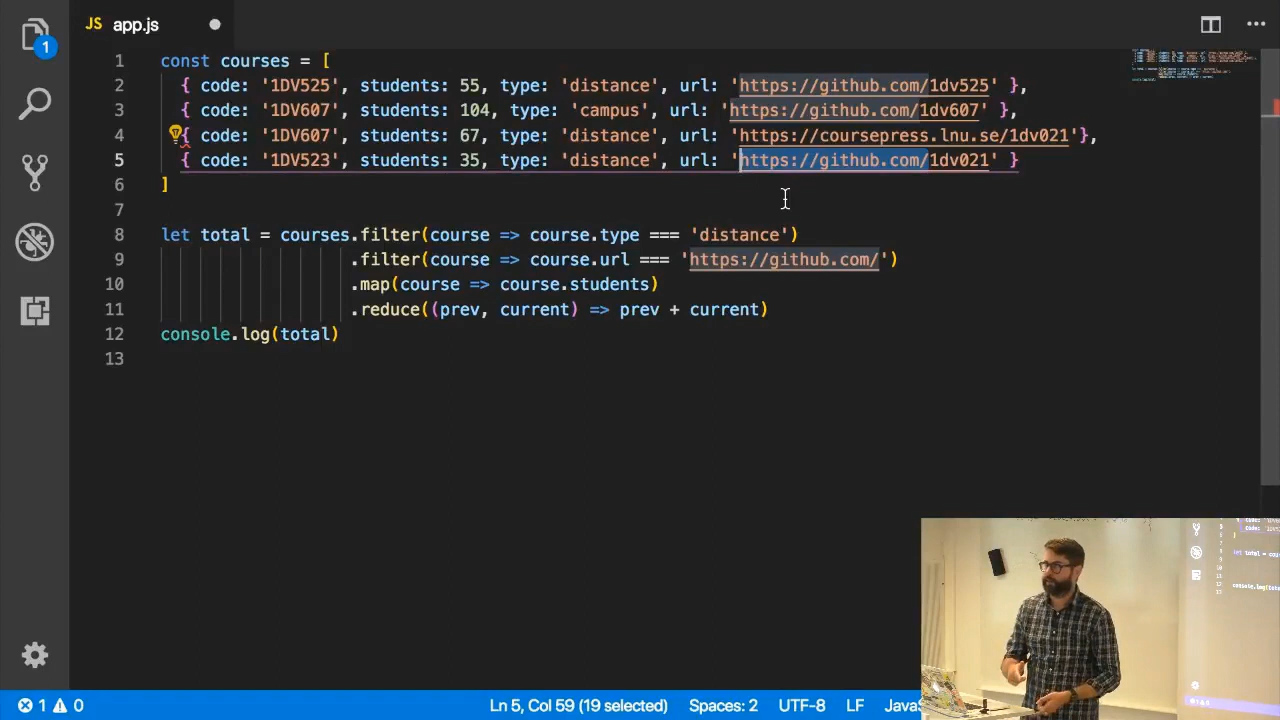 1
JS app.js
1 const courses = [
2 { code: '1DV525', students: 55, type: 'distance', url: 'https://github.com/1dv525' },
3 { code: '1DV607', students: 104, type: 'campus', url: 'https://github.com/1dv607' },
4 { code: '1DV607', students: 67, type: 'distance', url: 'https://coursepress.lnu.se/1dv021'},
5 { code: '1DV523', students: 35, type: 'distance', url: 'https://github.com/1dv021' }
6 ]
7
8 let total = courses.filter(course => course.type === 'distance')
9 .filter(course => course.url === 'https://github.com/')
10 .map(course => course.students)
11 .reduce((prev, current) => prev + current)
12 console.log(total)
13
1 0 Ln 5, Col 59 (19 selected) Spaces: 2 UTF-8 LF JavaS